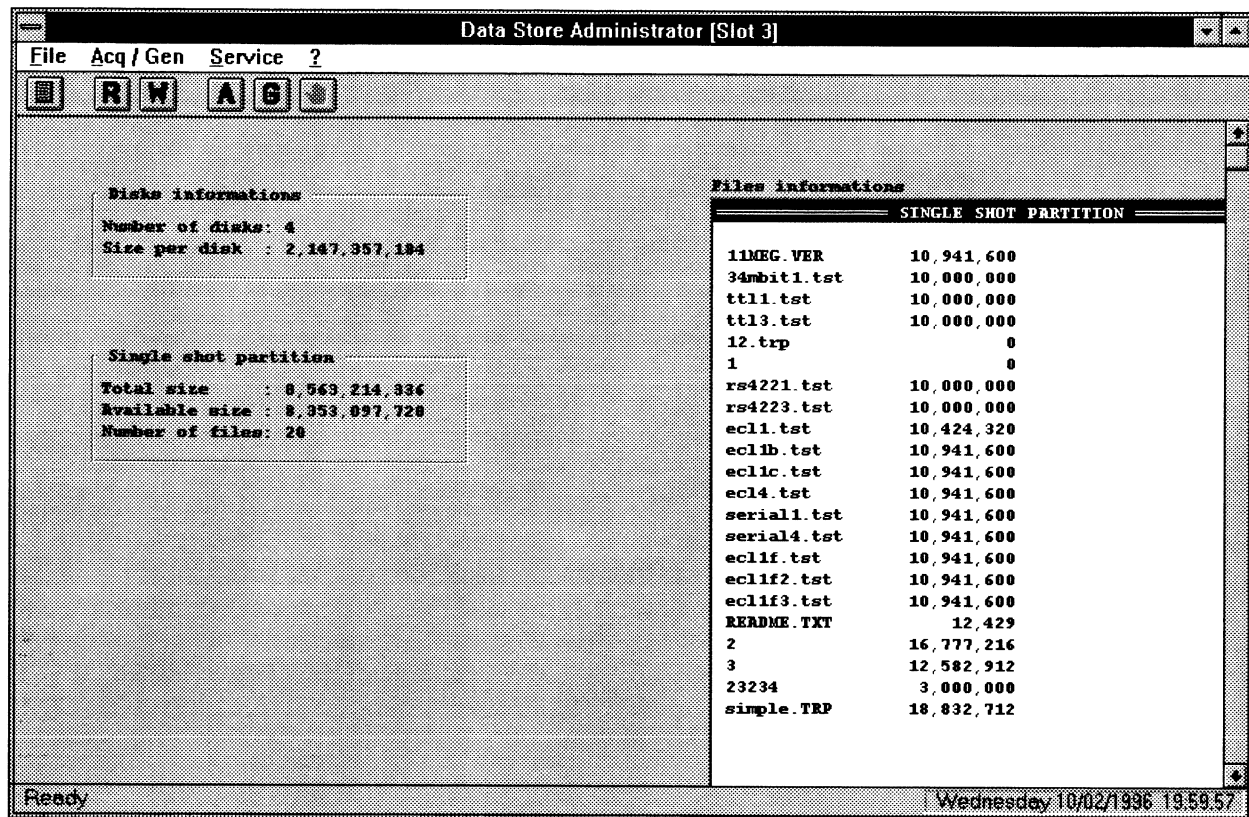 Data Store Administrator [Slot 3]
File Acq / Gen Service ?
R W A G
Disks informations
Number of disks: 4
Size per disk : 2,147,357,184
Single shot partition
Total size : 8,563,214,336
Available size : 8,353,097,728
Number of files: 20
Files informations
SINGLE SHOT PARTITION
11MEG.VER 10,941,600
34mbit1.tst 10,000,000
ttl1.tst 10,000,000
ttl3.tst 10,000,000
12.trp 0
1 0
rs4221.tst 10,000,000
rs4223.tst 10,000,000
ecl1.tst 10,424,320
ecl1b.tst 10,941,600
ecl1c.tst 10,941,600
ecl4.tst 10,941,600
serial1.tst 10,941,600
serial4.tst 10,941,600
ecl1f.tst 10,941,600
ecl1f2.tst 10,941,600
ecl1f3.tst 10,941,600
README.TXT 12,429
2 16,777,216
3 12,582,912
23234 3,000,000
simple.TRP 18,832,712
Ready
Wednesday 10/02/1996 19.59.57